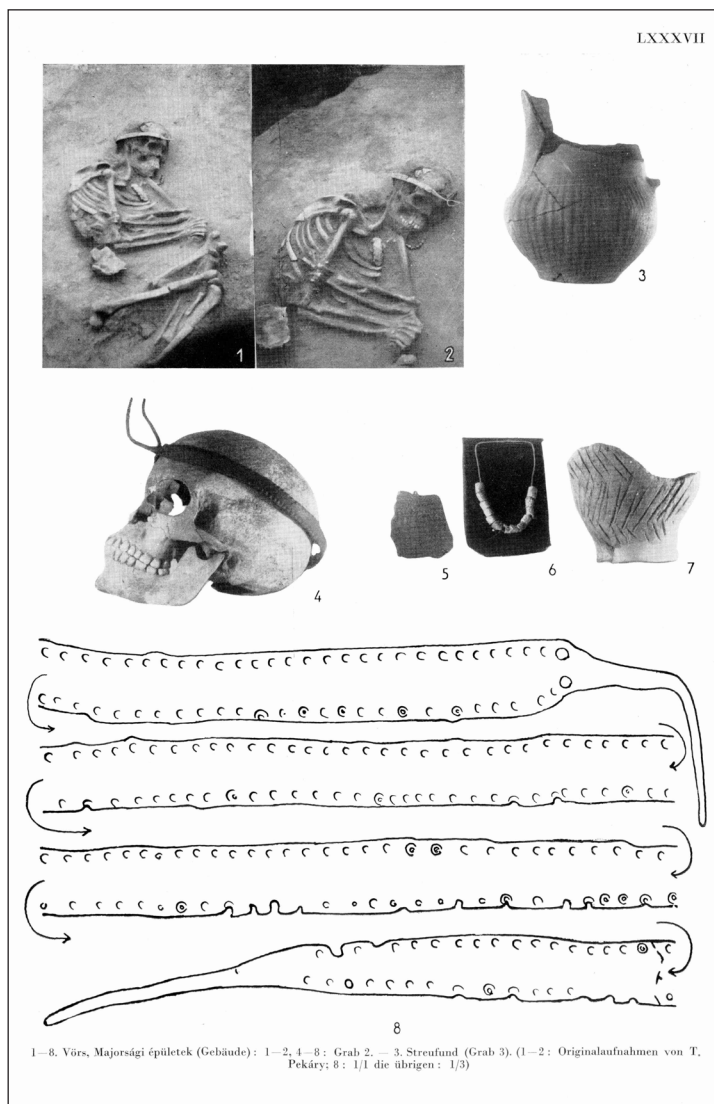 LXXXVII
1
2
3
4
5
6
7
8
1—8. Vörs, Majorsági épületek (Gebäude) : 1—2, 4—8 : Grab 2. — 3. Streufund (Grab 3). (1—2 : Originalaufnahmen von T.
Pekáry; 8 : 1/1 die übrigen : 1/3)